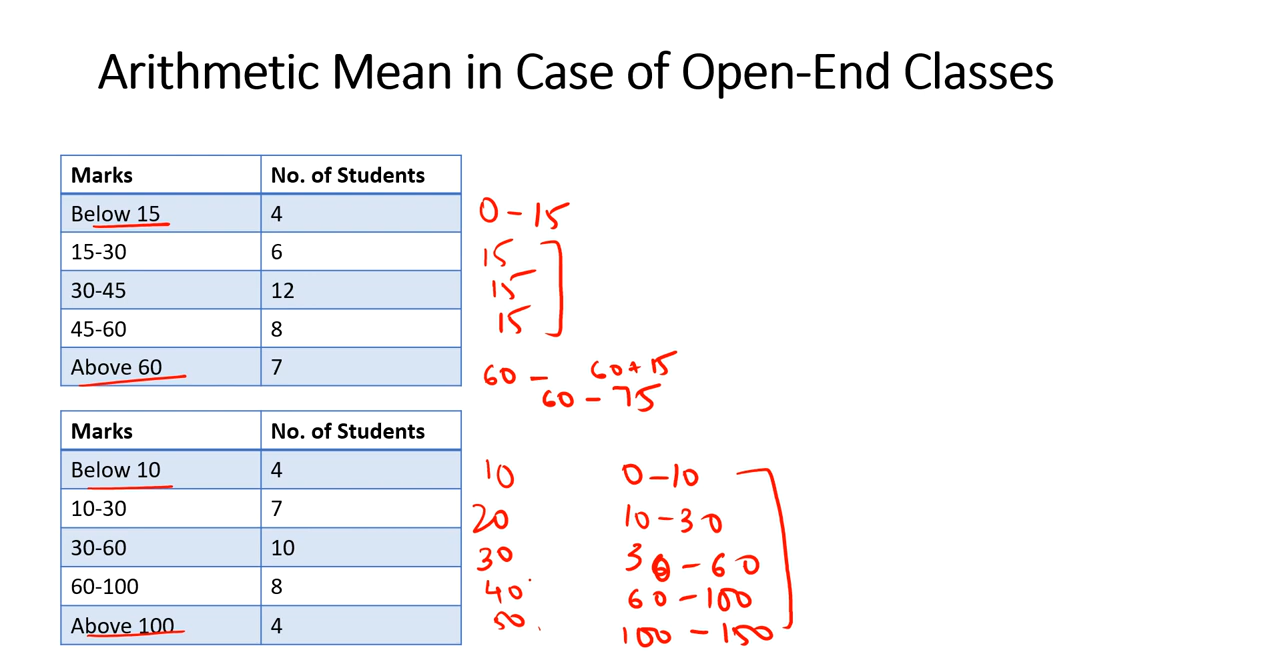 Arithmetic Mean in Case of Open-End Classes
Marks No. of Students
Below 15 4 0 - 15
15-30 6 15
30-45 12 15
45-60 8 15
Above 60 7 60 - 60 + 15
60 - 75
Marks No. of Students
Below 10 4 10 0 - 10
10-30 7 20 10 - 30
30-60 10 30 30 - 60
60-100 8 40 60 - 100
Above 100 4 50 100 - 150